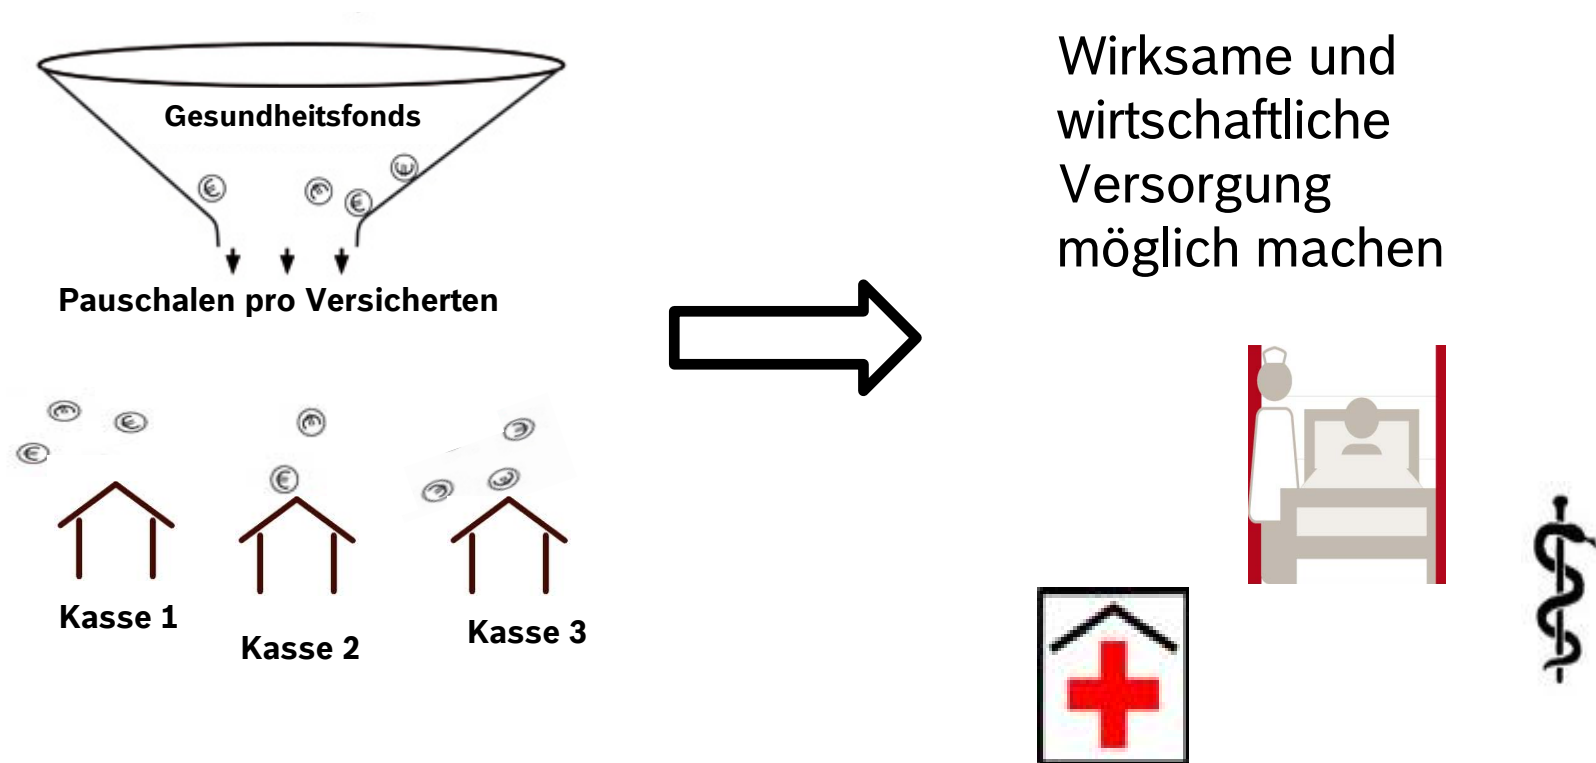 Gesundheitsfonds
Pauschalen pro Versicherten
Kasse 1
Kasse 2
Kasse 3
Wirksame und
wirtschaftliche
Versorgung
möglich machen